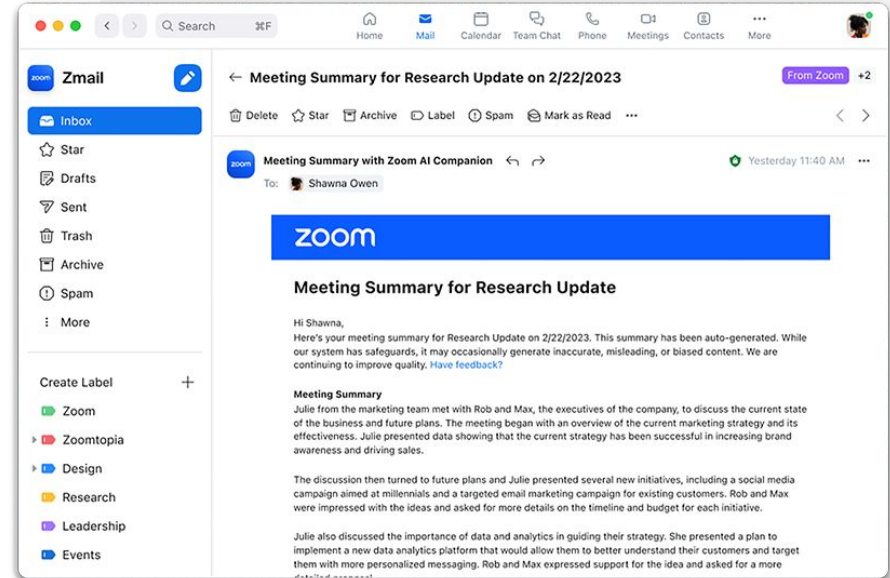 Search ⌘F
Home
Mail
Calendar
Team Chat
Phone
Meetings
Contacts
More
zoom Zmail
Inbox
Star
Drafts
Sent
Trash
Archive
Spam
More
Create Label
Zoom
Zoomtopia
Design
Research
Leadership
Events
Meeting Summary for Research Update on 2/22/2023
From Zoom +2
Delete Star Archive Label Spam Mark as Read
zoom
Meeting Summary with Zoom AI Companion
Yesterday 11:40 AM
To: Shawna Owen
zoom
Meeting Summary for Research Update
Hi Shawna,
Here's your meeting summary for Research Update on 2/22/2023. This summary has been auto-generated. While
our system has safeguards, it may occasionally generate inaccurate, misleading, or biased content. We are
continuing to improve quality. Have feedback?
Meeting Summary
Julie from the marketing team met with Rob and Max, the executives of the company, to discuss the current state
of the business and future plans. The meeting began with an overview of the current marketing strategy and its
effectiveness. Julie presented data showing that the current strategy has been successful in increasing brand
awareness and driving sales.
The discussion then turned to future plans and Julie presented several new initiatives, including a social media
campaign aimed at millennials and a targeted email marketing campaign for existing customers. Rob and Max
were impressed with the ideas and asked for more details on the timeline and budget for each initiative.
Julie also discussed the importance of data and analytics in guiding their strategy. She presented a plan to
implement a new data analytics platform that would allow them to better understand their customers and target
them with more personalized messaging. Rob and Max expressed support for the idea and asked for a more